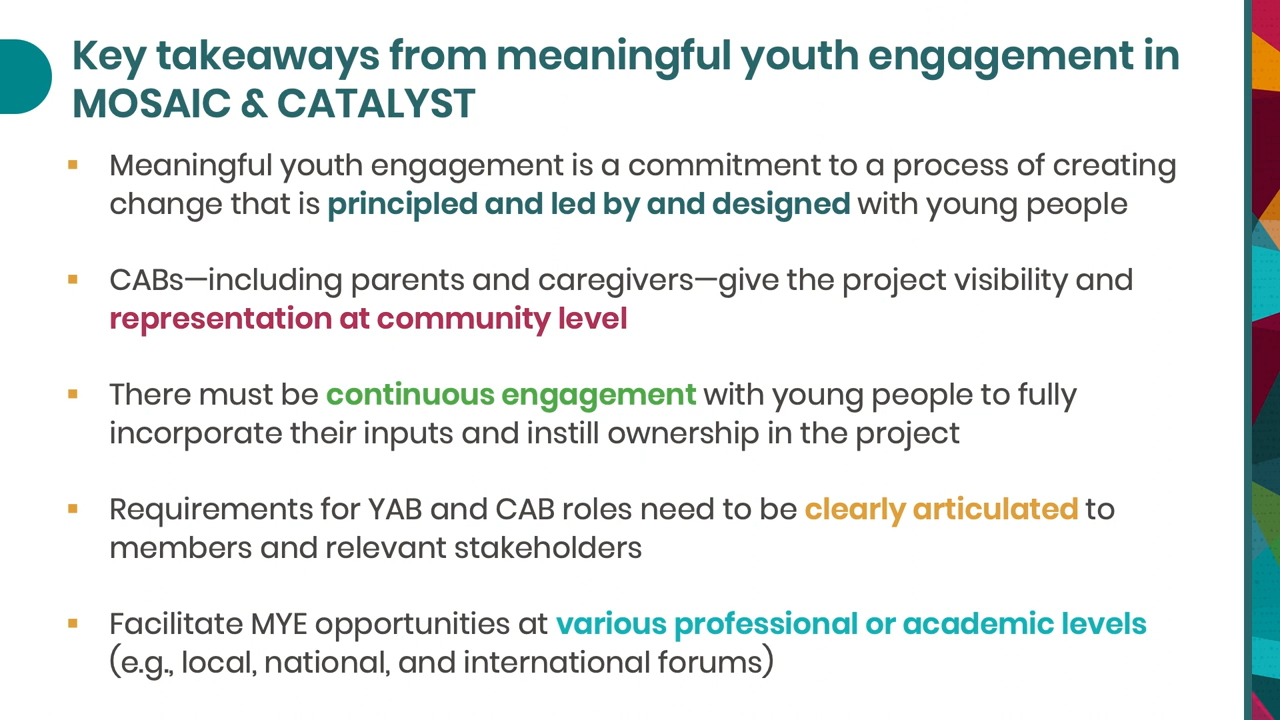 Key takeaways from meaningful youth engagement in
MOSAIC & CATALYST
▪ Meaningful youth engagement is a commitment to a process of creating
change that is principled and led by and designed with young people
▪ CABs—including parents and caregivers—give the project visibility and
representation at community level
▪ There must be continuous engagement with young people to fully
incorporate their inputs and instill ownership in the project
▪ Requirements for YAB and CAB roles need to be clearly articulated to
members and relevant stakeholders
▪ Facilitate MYE opportunities at various professional or academic levels
(e.g., local, national, and international forums)